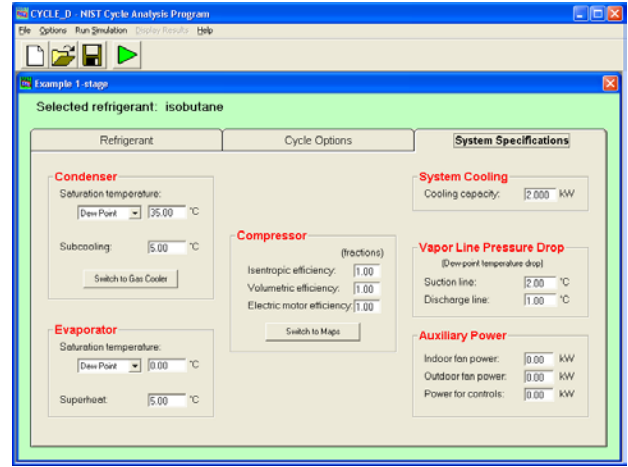 CYCLE_D - NIST Cycle Analysis Program
File Options Run Simulation Display Results Help
Example 1-stage
Selected refrigerant: isobutane
Refrigerant Cycle Options System Specifications
Condenser
Saturation temperature:
Dew Point 35.00 °C
Subcooling: 5.00 °C
Switch to Gas Cooler
Evaporator
Saturation temperature:
Dew Point 0.00 °C
Superheat: 5.00 °C
Compressor
(fractions)
Isentropic efficiency: 1.00
Volumetric efficiency: 1.00
Electric motor efficiency: 1.00
Switch to Maps
System Cooling
Cooling capacity: 2.000 kW
Vapor Line Pressure Drop
(Dew point temperature drop)
Suction line: 2.00 °C
Discharge line: 1.00 °C
Auxiliary Power
Indoor fan power: 0.00 kW
Outdoor fan power: 0.00 kW
Power for controls: 0.00 kW